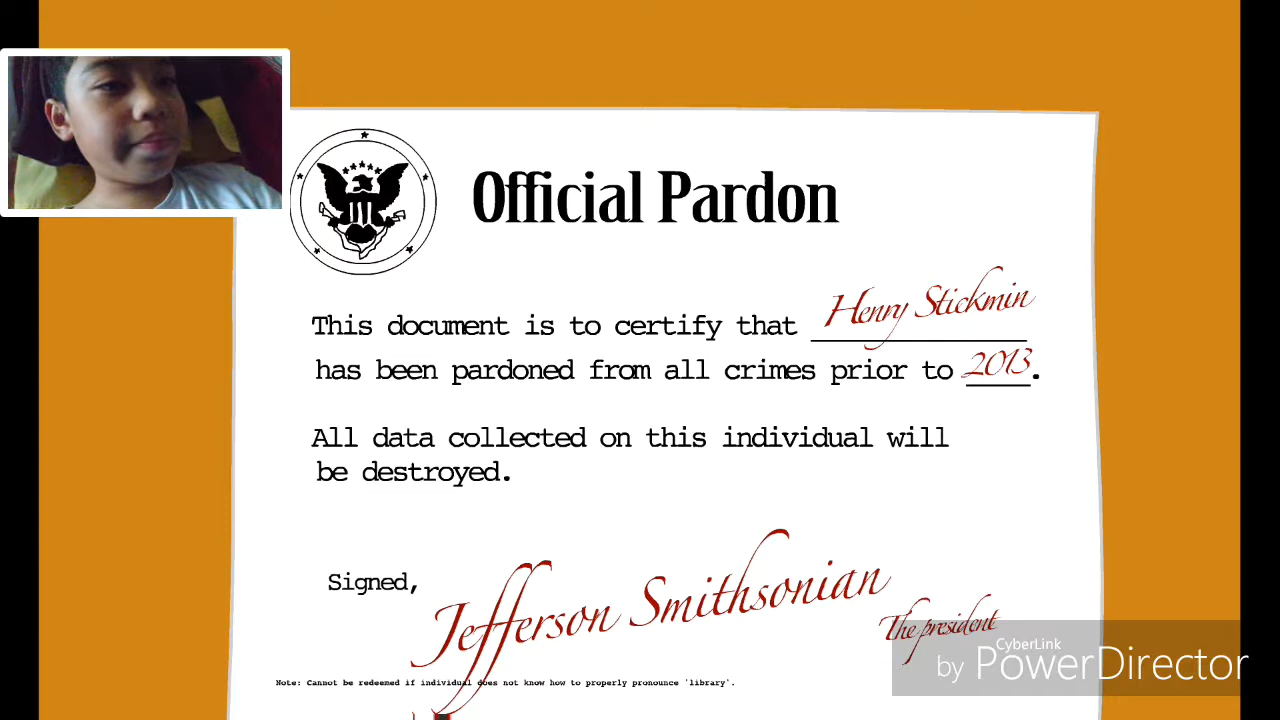 Official Pardon
This document is to certify that Henry Stickmin
has been pardoned from all crimes prior to 2013.
All data collected on this individual will
be destroyed.
Signed,
Jefferson Smithsonian
The president
Note: Cannot be redeemed if individual does not know how to properly pronounce 'library'.
CyberLink
by PowerDirector